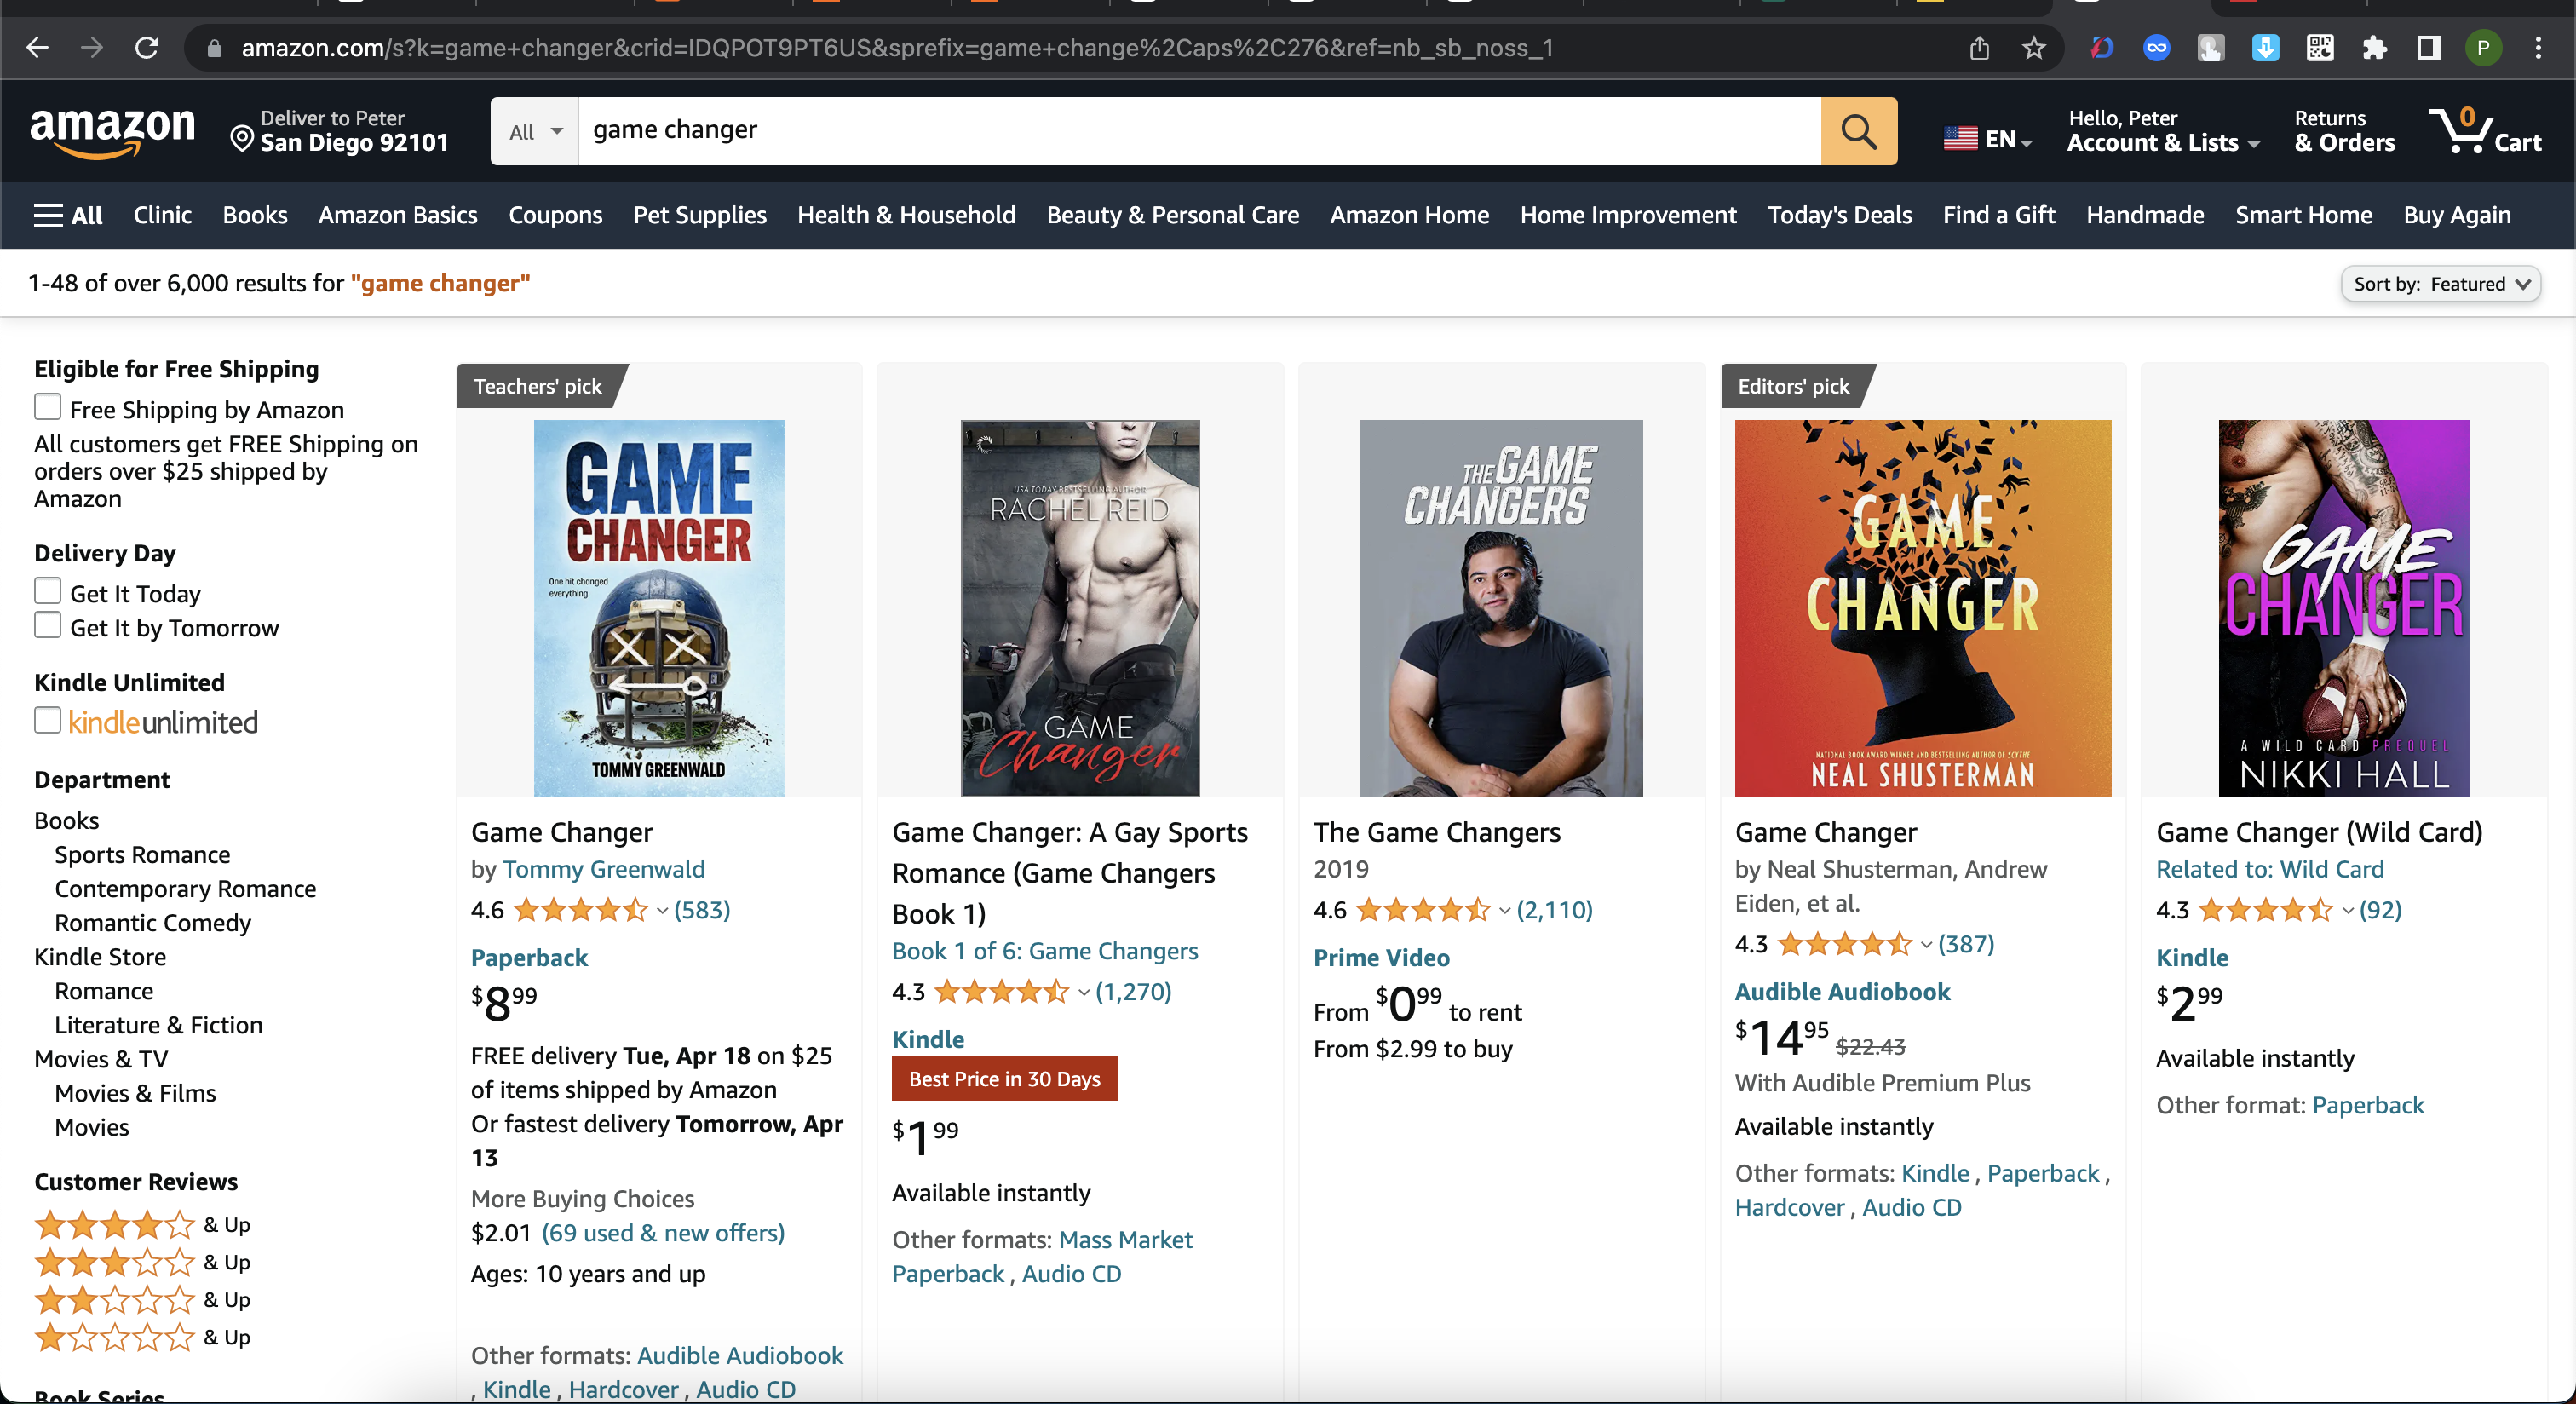 amazon.com/s?k=game+changer&crid=IDQPOT9PT6US&sprefix=game+change%2Caps%2C276&ref=nb_sb_noss_1
P
amazon
Deliver to Peter
San Diego 92101
All
game changer
EN
Hello, Peter
Account & Lists
Returns
& Orders
0
Cart
All Clinic Books Amazon Basics Coupons Pet Supplies Health & Household Beauty & Personal Care Amazon Home Home Improvement Today's Deals Find a Gift Handmade Smart Home Buy Again
1-48 of over 6,000 results for "game changer"
Sort by: Featured
Eligible for Free Shipping
Free Shipping by Amazon
All customers get FREE Shipping on
orders over $25 shipped by
Amazon
Delivery Day
Get It Today
Get It by Tomorrow
Kindle Unlimited
kindleunlimited
Department
Books
Sports Romance
Contemporary Romance
Romantic Comedy
Kindle Store
Romance
Literature & Fiction
Movies & TV
Movies & Films
Movies
Customer Reviews
& Up
& Up
& Up
& Up
Book Series
Teachers' pick
GAME
CHANGER
One hit changed
everything.
TOMMY GREENWALD
Game Changer
by Tommy Greenwald
4.6 (583)
Paperback
$899
FREE delivery Tue, Apr 18 on $25
of items shipped by Amazon
Or fastest delivery Tomorrow, Apr
13
More Buying Choices
$2.01 (69 used & new offers)
Ages: 10 years and up
Other formats: Audible Audiobook
, Kindle , Hardcover , Audio CD
USA TODAY BESTSELLING AUTHOR
RACHEL REID
GAME
Changer
Game Changer: A Gay Sports
Romance (Game Changers
Book 1)
Book 1 of 6: Game Changers
4.3 (1,270)
Kindle
Best Price in 30 Days
$199
Available instantly
Other formats: Mass Market
Paperback , Audio CD
THE GAME
CHANGERS
The Game Changers
2019
4.6 (2,110)
Prime Video
From $099 to rent
From $2.99 to buy
Editors' pick
GAME
CHANGER
NATIONAL BOOK AWARD WINNER AND BESTSELLING AUTHOR OF SCYTHE
NEAL SHUSTERMAN
Game Changer
by Neal Shusterman, Andrew
Eiden, et al.
4.3 (387)
Audible Audiobook
$1495 $22.43
With Audible Premium Plus
Available instantly
Other formats: Kindle , Paperback ,
Hardcover , Audio CD
GAME
CHANGER
A WILD CARD PREQUEL
NIKKI HALL
Game Changer (Wild Card)
Related to: Wild Card
4.3 (92)
Kindle
$299
Available instantly
Other format: Paperback